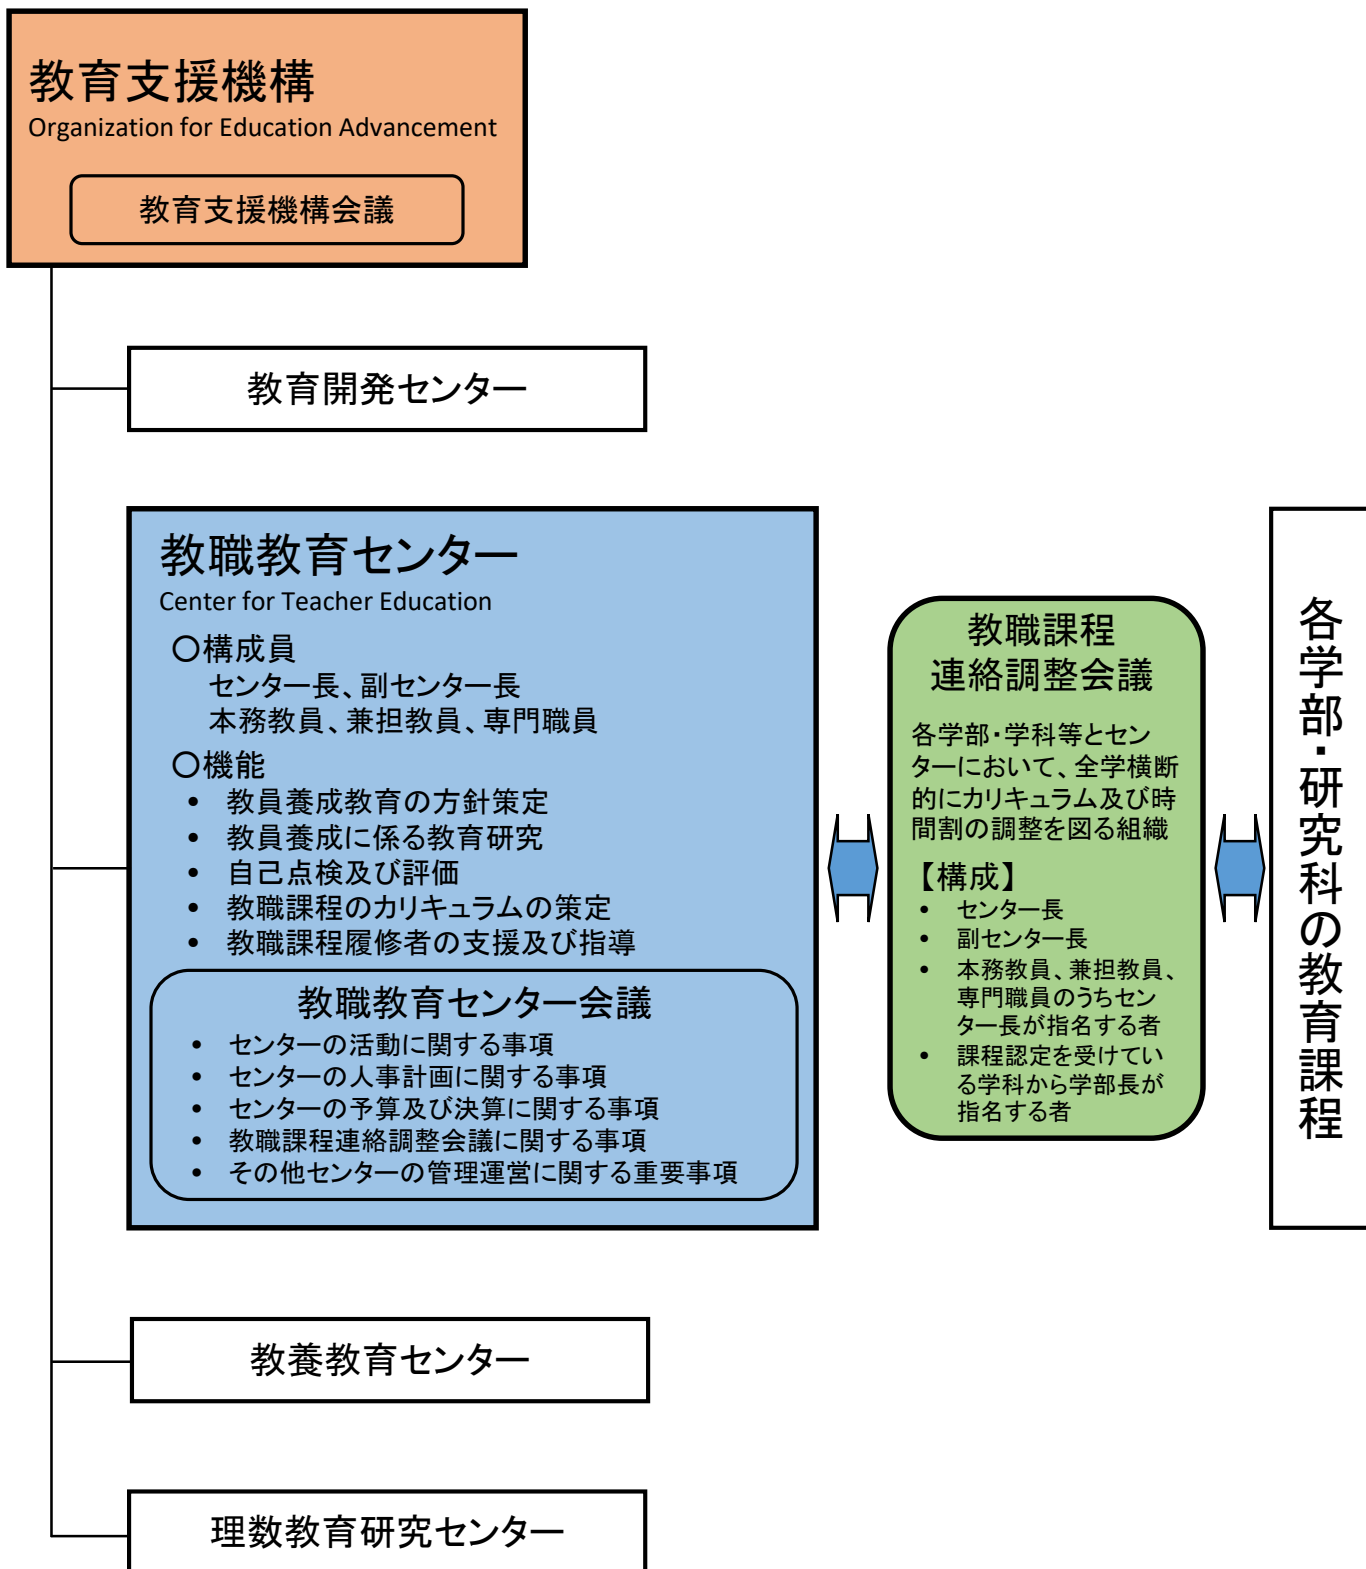 教育支援機構
Organization for Education Advancement
教育支援機構会議
教育開発センター
教職教育センター
Center for Teacher Education
〇構成員
センター長、副センター長
本務教員、兼担教員、専門職員
〇機能
• 教員養成教育の方針策定
• 教員養成に係る教育研究
• 自己点検及び評価
• 教職課程のカリキュラムの策定
• 教職課程履修者の支援及び指導
教職教育センター会議
• センターの活動に関する事項
• センターの人事計画に関する事項
• センターの予算及び決算に関する事項
• 教職課程連絡調整会議に関する事項
• その他センターの管理運営に関する重要事項
教職課程
連絡調整会議
各学部・学科等とセン
ターにおいて、全学横断
的にカリキュラム及び時
間割の調整を図る組織
【構成】
• センター長
• 副センター長
• 本務教員、兼担教員、
専門職員のうちセン
ター長が指名する者
• 課程認定を受けてい
る学科から学部長が
指名する者
各学部・研究科の教育課程
教養教育センター
理数教育研究センター